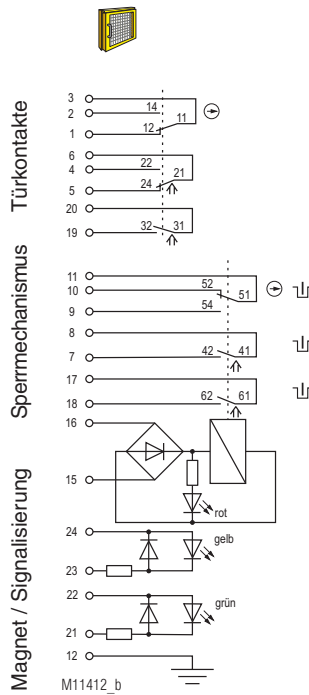 Türkontakte
3
2 14
11
1 12
6
4 22
21
5 24
20
19 32 31
Sperrmechanismus
11
10 52
51
9 54
8
7 42 41
17
18 62 61
Magnet / Signalisierung
16
15
rot
24
gelb
23
22
grün
21
12
M11412_b